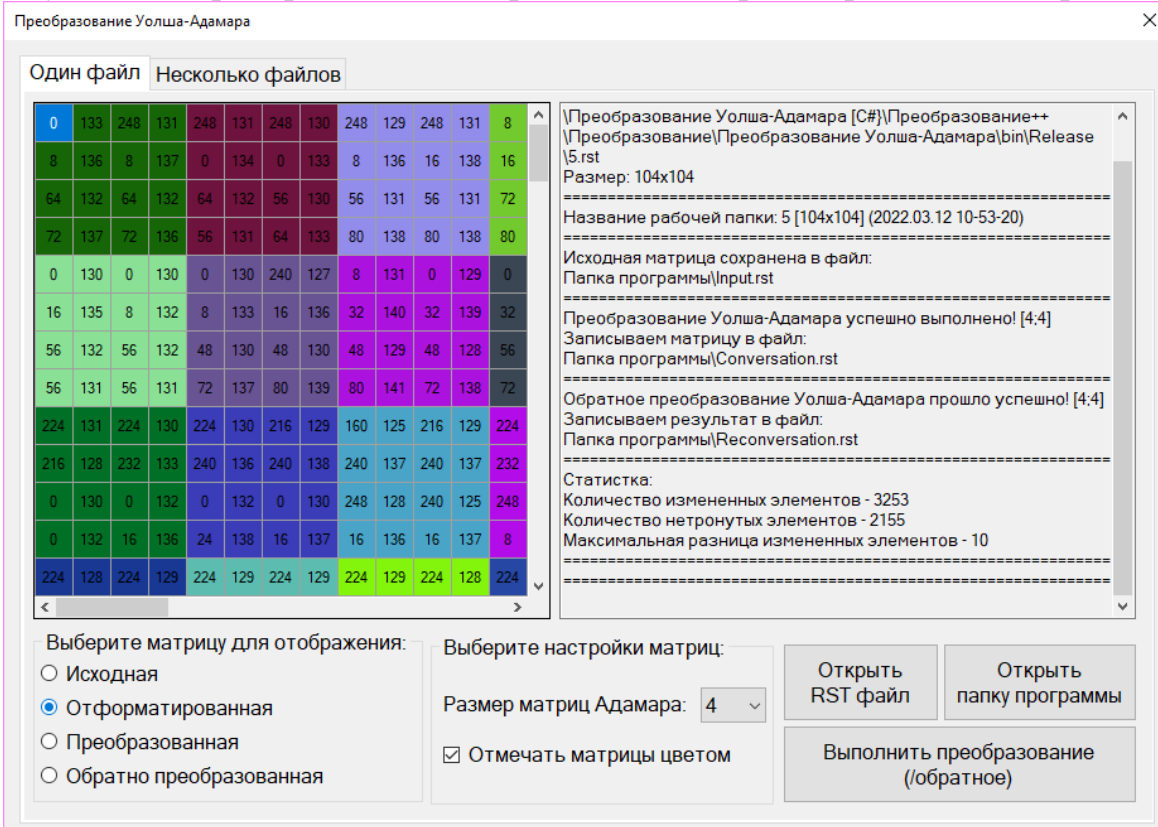 Преобразование Уолша-Адамара
Один файл Несколько файлов
0 133 248 131 248 131 248 130 248 129 248 131 8
8 136 8 137 0 134 0 133 8 136 16 138 16
64 132 64 132 64 132 56 130 56 131 56 131 72
72 137 72 136 56 131 64 133 80 138 80 138 80
0 130 0 130 0 130 240 127 8 131 0 129 0
16 135 8 132 8 133 16 136 32 140 32 139 32
56 132 56 132 48 130 48 130 48 129 48 128 56
56 131 56 131 72 137 80 139 80 141 72 138 72
224 131 224 130 224 130 216 129 160 125 216 129 224
216 128 232 133 240 136 240 138 240 137 240 137 232
0 130 0 132 0 132 0 130 248 128 240 125 248
0 132 16 136 24 138 16 137 16 136 16 137 8
224 128 224 129 224 129 224 129 224 129 224 128 224
\Преобразование Уолша-Адамара [C#}\Преобразование++
\Преобразование\Преобразование Уолша-Адамара\bin\Release
\5.rst
Размер: 104x104
======================================================
Название рабочей папки: 5 [104x104] (2022.03.12 10-53-20)
======================================================
Исходная матрица сохранена в файл:
Папка программы\Input.rst
======================================================
Преобразование Уолша-Адамара успешно выполнено! [4;4]
Записываем матрицу в файл:
Папка программы\Conversation.rst
======================================================
Обратное преобразование Уолша-Адамара прошло успешно! [4;4]
Записываем результат в файл:
Папка программы\Reconversation.rst
======================================================
Статистка:
Количество измененных элементов - 3253
Количество нетронутых элементов - 2155
Максимальная разница измененных элементов - 10
======================================================
======================================================
Выберите матрицу для отображения:
Исходная
Отформатированная
Преобразованная
Обратно преобразованная
Выберите настройки матриц:
Размер матриц Адамара: 4
Отмечать матрицы цветом
Открыть
RST файл
Открыть
папку программы
Выполнить преобразование
(/обратное)